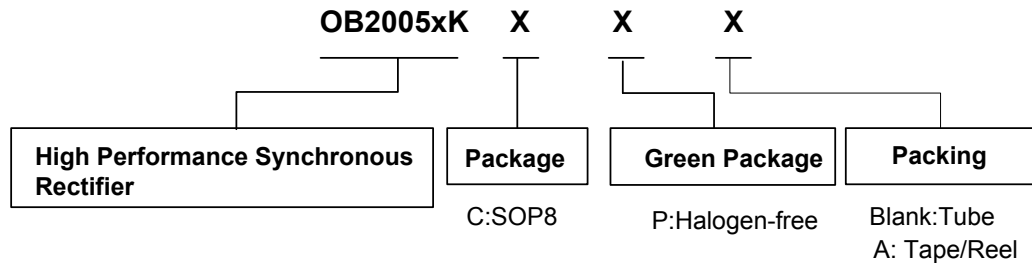 OB2005xK X X X
High Performance Synchronous
Rectifier
Package
Green Package
Packing
C:SOP8
P:Halogen-free
Blank:Tube
A: Tape/Reel